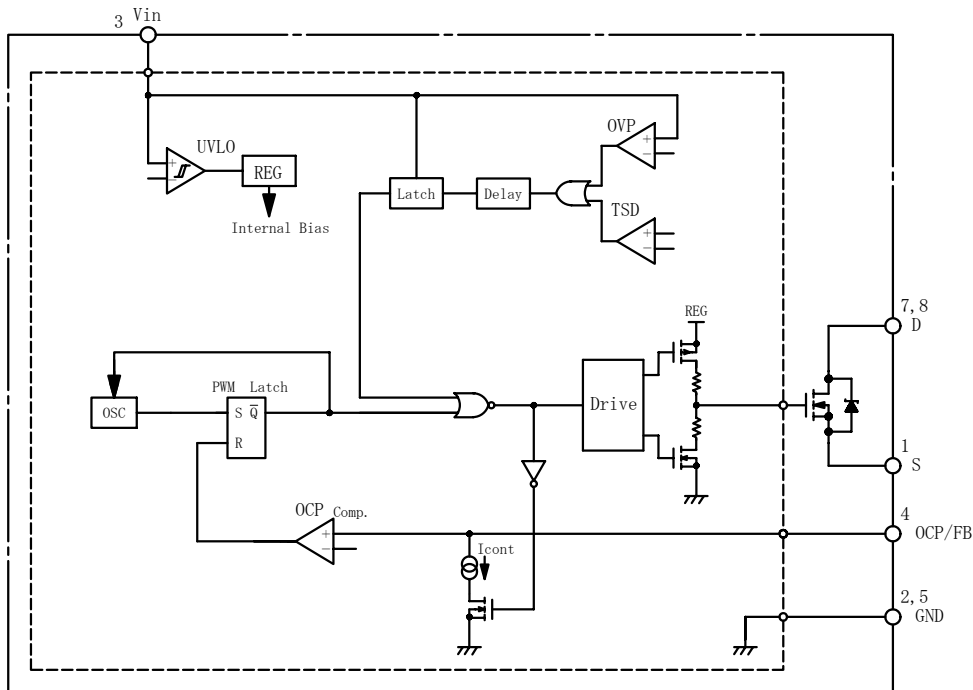 3 Vin
OVP
+
−
UVLO
+
−
REG
Latch
Delay
TSD
+
−
Internal Bias
7,8
D
REG
PWM Latch
OSC
S Q̅
R
Drive
1
S
OCP Comp.
+
−
4
OCP/FB
Icont
2,5
GND